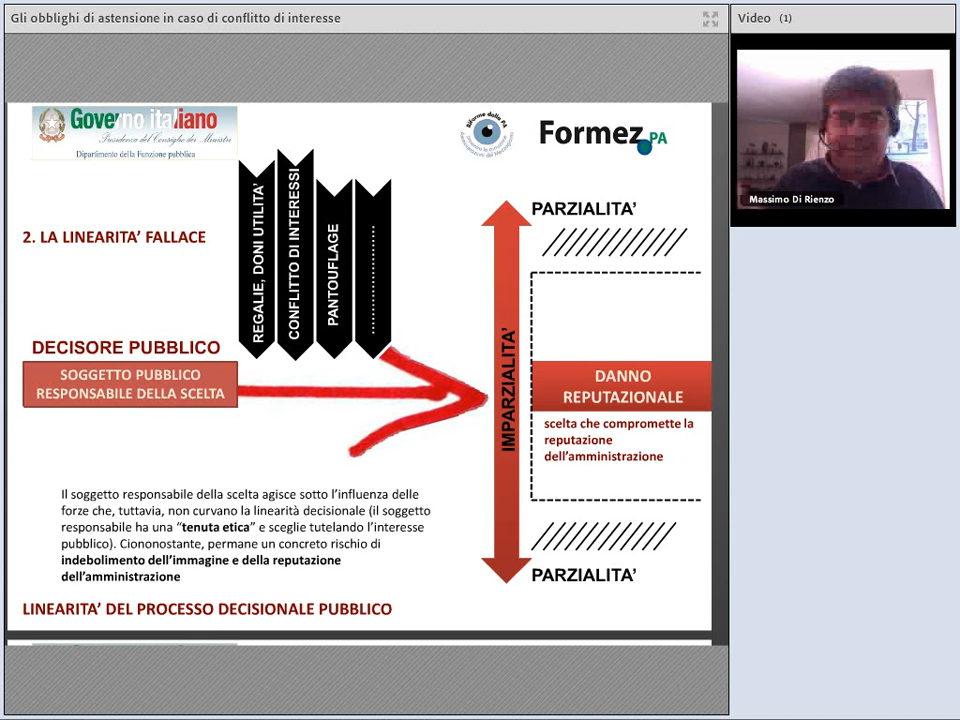 Gli obblighi di astensione in caso di conflitto di interesse
Video (1)
Massimo Di Rienzo
Governo italiano
Presidenza del Consiglio dei Ministri
Dipartimento della Funzione pubblica
Formez PA
2. LA LINEARITA’ FALLACE
REGALIE, DONI UTILITA’
CONFLITTO DI INTERESSI
PANTOUFLAGE
....................
DECISORE PUBBLICO
SOGGETTO PUBBLICO
RESPONSABILE DELLA SCELTA
PARZIALITA’
IMPARZIALITA’
DANNO
REPUTAZIONALE
scelta che compromette la
reputazione
dell’amministrazione
PARZIALITA’
Il soggetto responsabile della scelta agisce sotto l’influenza delle
forze che, tuttavia, non curvano la linearità decisionale (il soggetto
responsabile ha una “tenuta etica” e sceglie tutelando l’interesse
pubblico). Ciononostante, permane un concreto rischio di
indebolimento dell’immagine e della reputazione
dell’amministrazione
LINEARITA’ DEL PROCESSO DECISIONALE PUBBLICO